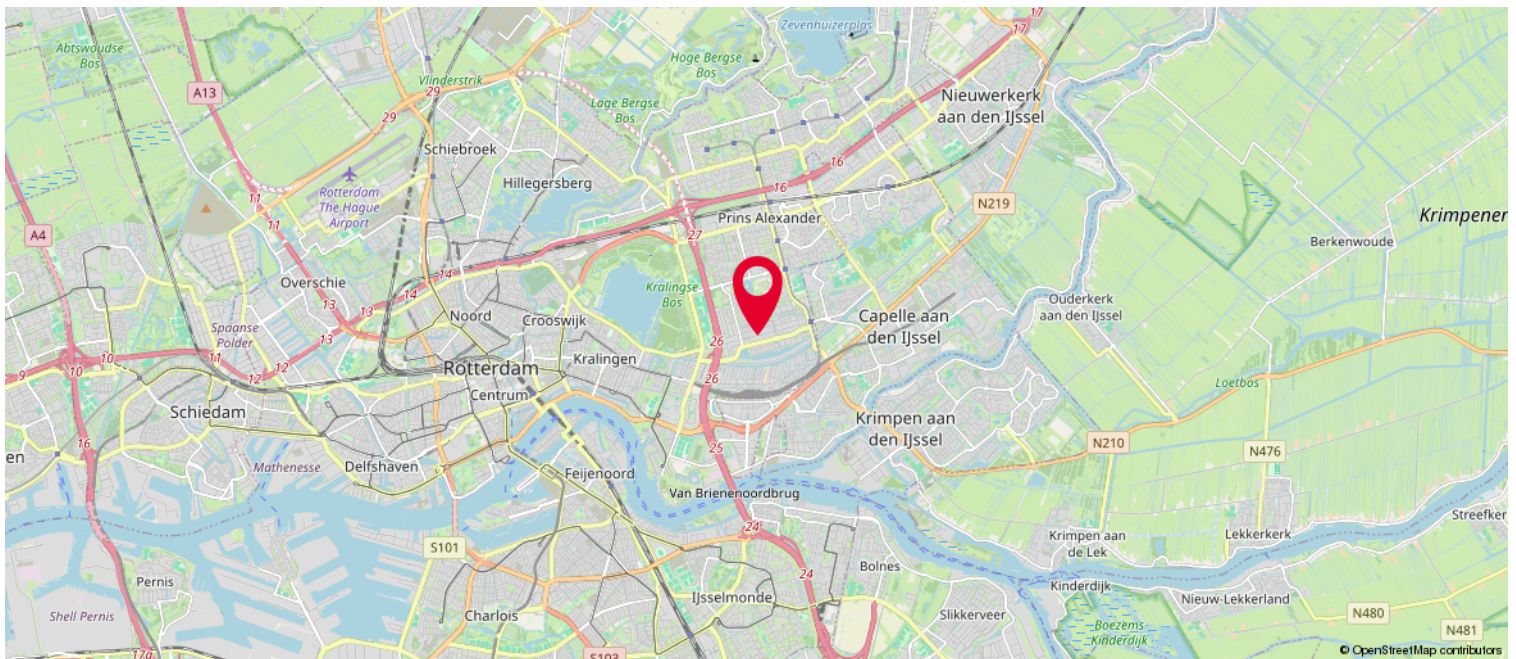 17
17
Zevenhuizerplas
Abtswoudse
Bos
Hoge Bergse
Bos
Vlinderstrik
29
A13
Nieuwerkerk
aan den IJssel
Lage Bergse
Bos
29
Schiebroek
16
Rotterdam
The Hague
Airport
Hillegersberg
16
11
N219
Prins Alexander
Krimpener
11
A4
27
Berkenwoude
14
Overschie
Kralingse
Bos
14
Ouderkerk
aan den IJssel
13
13
Noord
Crooswijk
Capelle aan
den IJssel
Spaanse
Polder
13
26
10
11
Kralingen
Rotterdam
12
12
9
10
26
Loetbos
Centrum
Schiedam
Krimpen aan
den IJssel
16
25
N210
N476
en
Mathenesse
Delfshaven
Feijenoord
Van Brienenoordbrug
Streefker
24
S101
Krimpen aan
de Lek
Lekkerkerk
Bolnes
24
Pernis
Kinderdijk
IJsselmonde
Nieuw-Lekkerland
Shell Pernis
Charlois
Slikkerveer
N480
Boezems
Kinderdijk
N481
17a
S103
© OpenStreetMap contributors